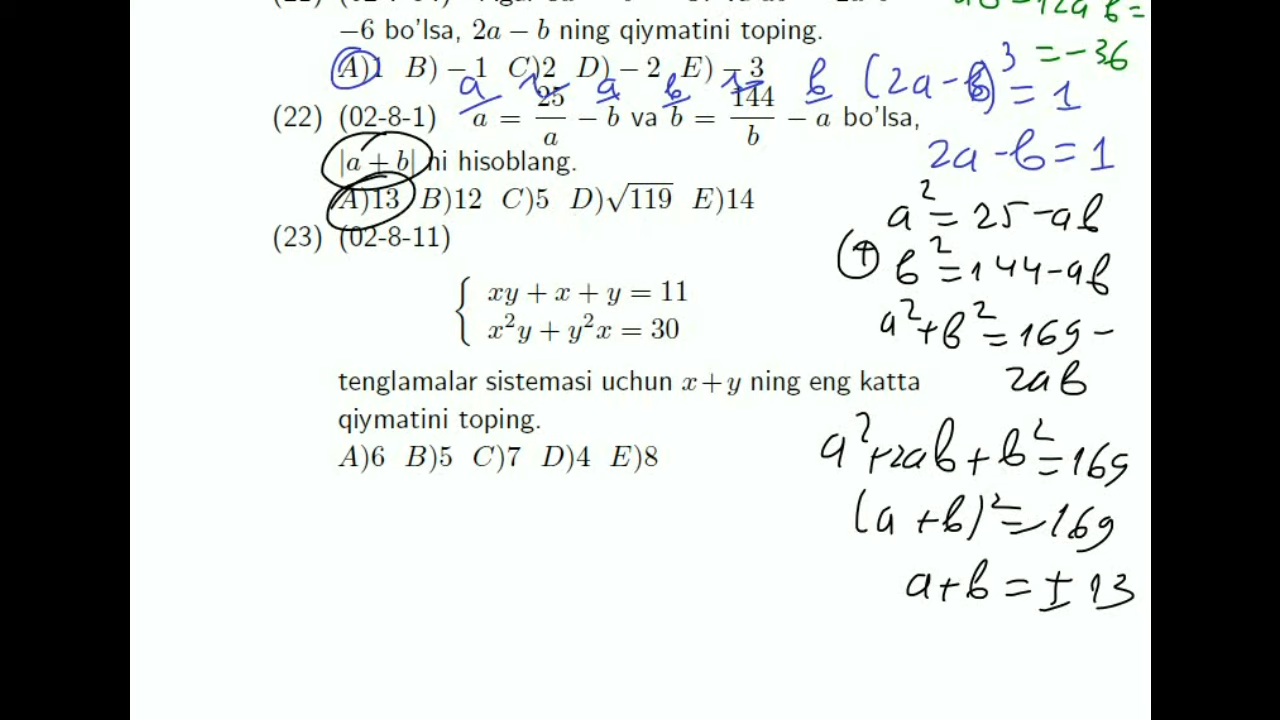 −6 bo'lsa, 2a − b ning qiymatini toping.
A)1 B) − 1 C)2 D) − 2 E) − 3
(2a-b)³ = 1
= -36
2a-b=1
a b
(22) (02-8-1) a = 25/a − b va b = 144/b − a bo'lsa,
|a + b| ni hisoblang.
A)13 B)12 C)5 D)√119 E)14
(23) (02-8-11)
{ xy + x + y = 11
x²y + y²x = 30
tenglamalar sistemasi uchun x + y ning eng katta
qiymatini toping.
A)6 B)5 C)7 D)4 E)8
a²=25-ab
+ b²=144-ab
a²+b²=169-
2ab
a²+2ab+b²=169
(a+b)²=169
a+b=±13